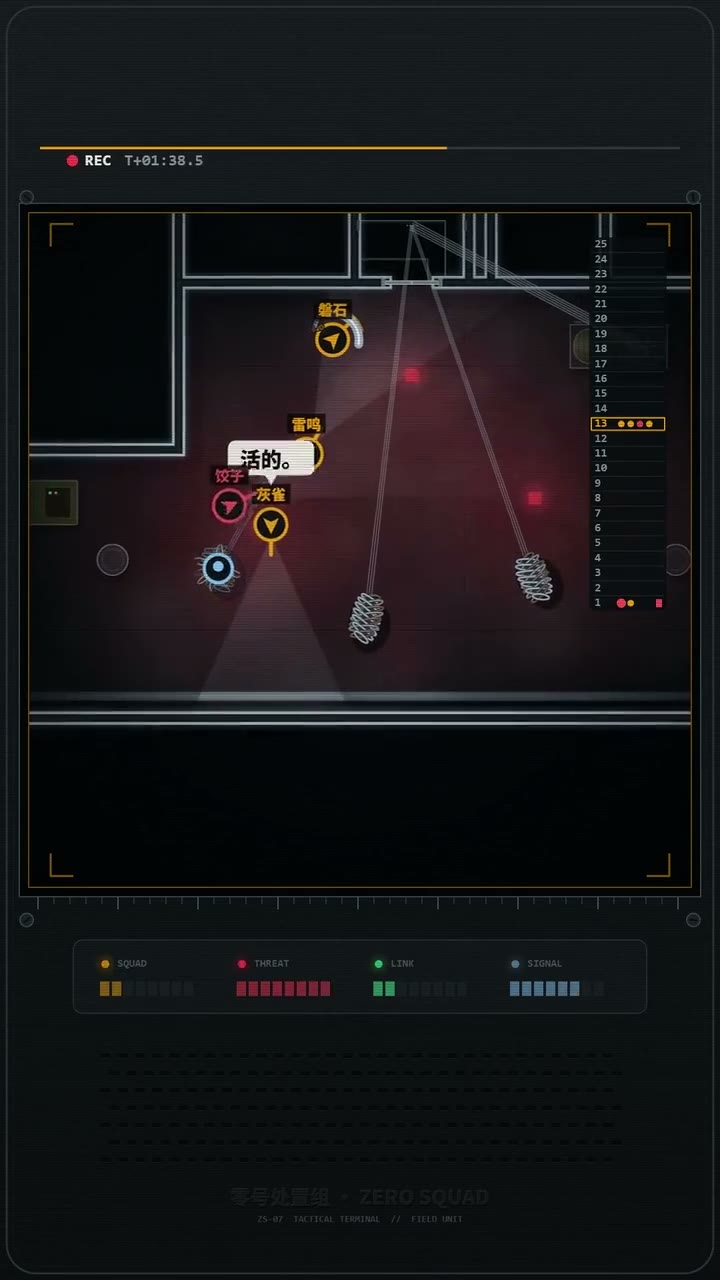 REC T+01:38.5
25
24
23
22
21
20
19
18
17
16
15
14
13
12
11
10
9
8
7
6
5
4
3
2
1
磐石
雷鸣
活的。
饺子
灰雀
SQUAD
THREAT
LINK
SIGNAL
零号处置组 · ZERO SQUAD
ZS-07 TACTICAL TERMINAL // FIELD UNIT